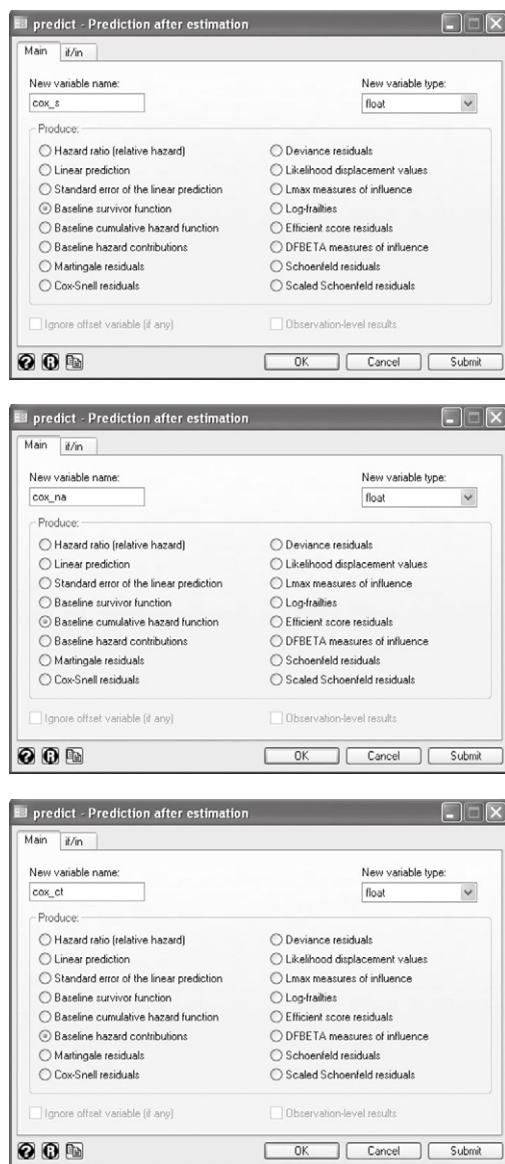 predict - Prediction after estimation
Main if/in
New variable name: New variable type:
cox_s float
Produce:
Hazard ratio (relative hazard) Deviance residuals
Linear prediction Likelihood displacement values
Standard error of the linear prediction Lmax measures of influence
Baseline survivor function Log-frailties
Baseline cumulative hazard function Efficient score residuals
Baseline hazard contributions DFBETA measures of influence
Martingale residuals Schoenfeld residuals
Cox-Snell residuals Scaled Schoenfeld residuals
Ignore offset variable (if any) Observation-level results
OK Cancel Submit
predict - Prediction after estimation
Main if/in
New variable name: New variable type:
cox_na float
Produce:
Hazard ratio (relative hazard) Deviance residuals
Linear prediction Likelihood displacement values
Standard error of the linear prediction Lmax measures of influence
Baseline survivor function Log-frailties
Baseline cumulative hazard function Efficient score residuals
Baseline hazard contributions DFBETA measures of influence
Martingale residuals Schoenfeld residuals
Cox-Snell residuals Scaled Schoenfeld residuals
Ignore offset variable (if any) Observation-level results
OK Cancel Submit
predict - Prediction after estimation
Main if/in
New variable name: New variable type:
cox_ct float
Produce:
Hazard ratio (relative hazard) Deviance residuals
Linear prediction Likelihood displacement values
Standard error of the linear prediction Lmax measures of influence
Baseline survivor function Log-frailties
Baseline cumulative hazard function Efficient score residuals
Baseline hazard contributions DFBETA measures of influence
Martingale residuals Schoenfeld residuals
Cox-Snell residuals Scaled Schoenfeld residuals
Ignore offset variable (if any) Observation-level results
OK Cancel Submit